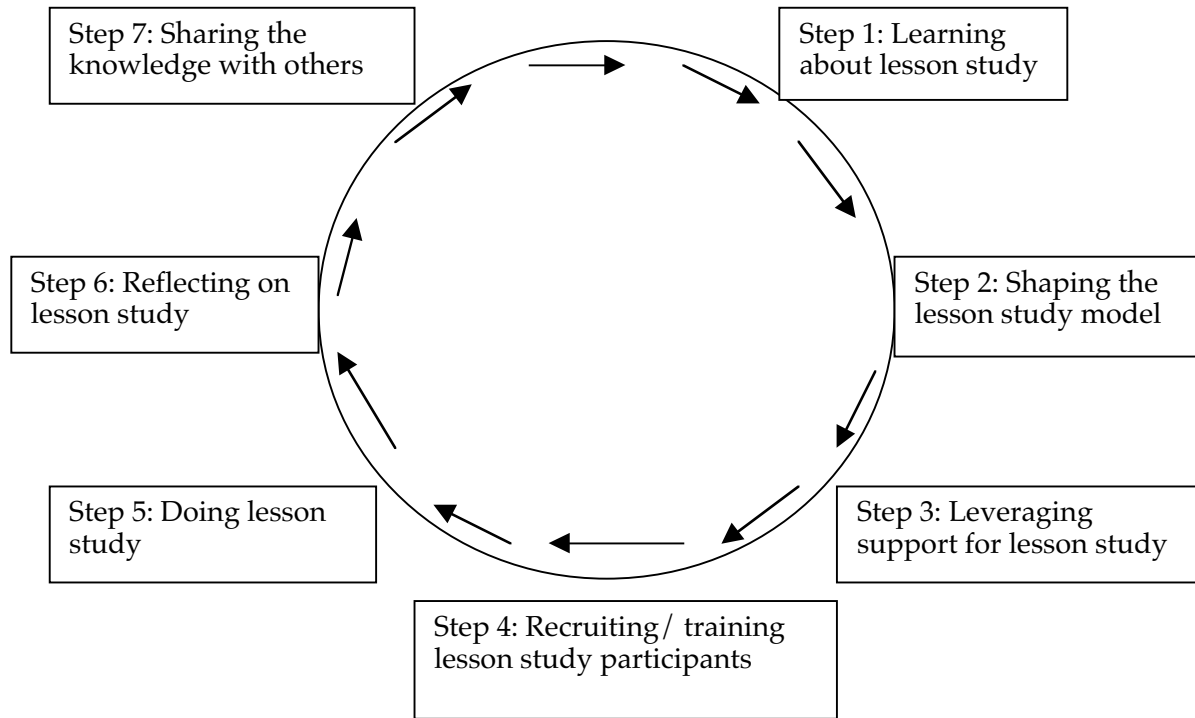 Step 1: Learning
about lesson study
Step 2: Shaping the
lesson study model
Step 3: Leveraging
support for lesson study
Step 4: Recruiting/ training
lesson study participants
Step 5: Doing lesson
study
Step 6: Reflecting on
lesson study
Step 7: Sharing the
knowledge with others